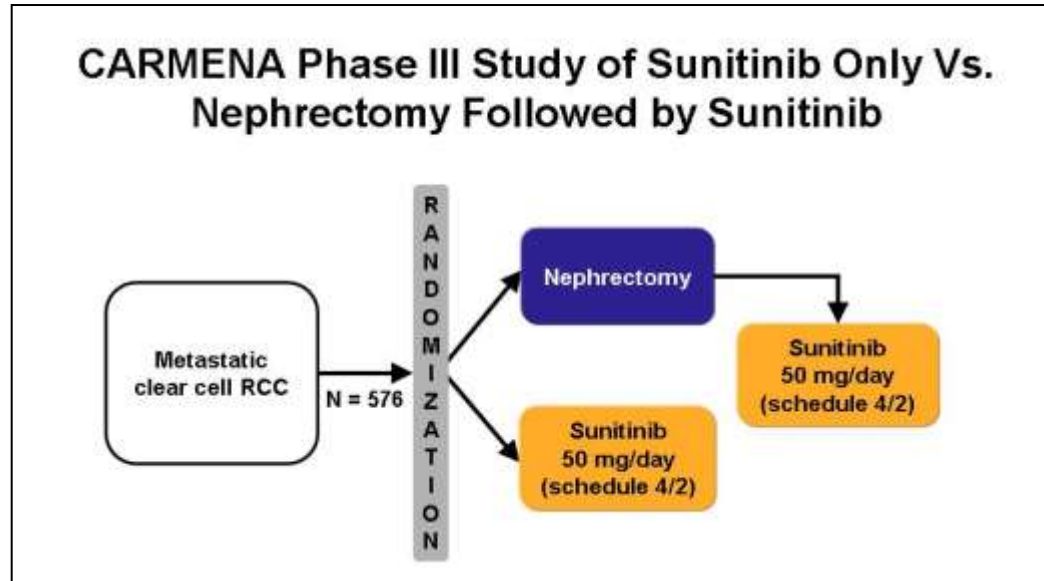 CARMENA Phase III Study of Sunitinib Only Vs.
Nephrectomy Followed by Sunitinib
Metastatic
clear cell RCC
N = 576
RANDOMIZATION
Nephrectomy
Sunitinib
50 mg/day
(schedule 4/2)
Sunitinib
50 mg/day
(schedule 4/2)